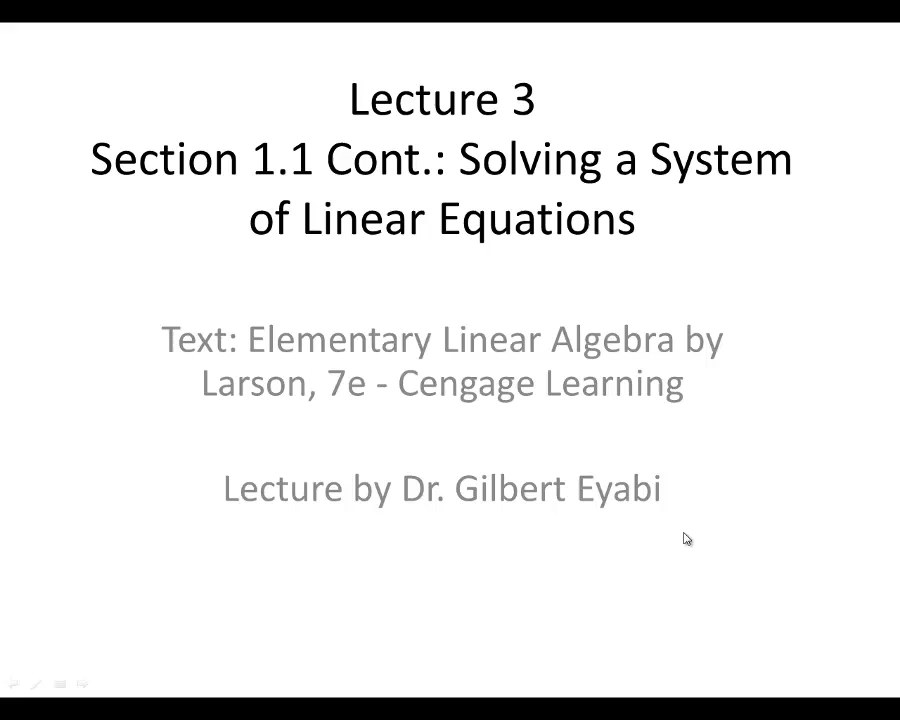 Lecture 3
Section 1.1 Cont.: Solving a System
of Linear Equations
Text: Elementary Linear Algebra by
Larson, 7e - Cengage Learning
Lecture by Dr. Gilbert Eyabi